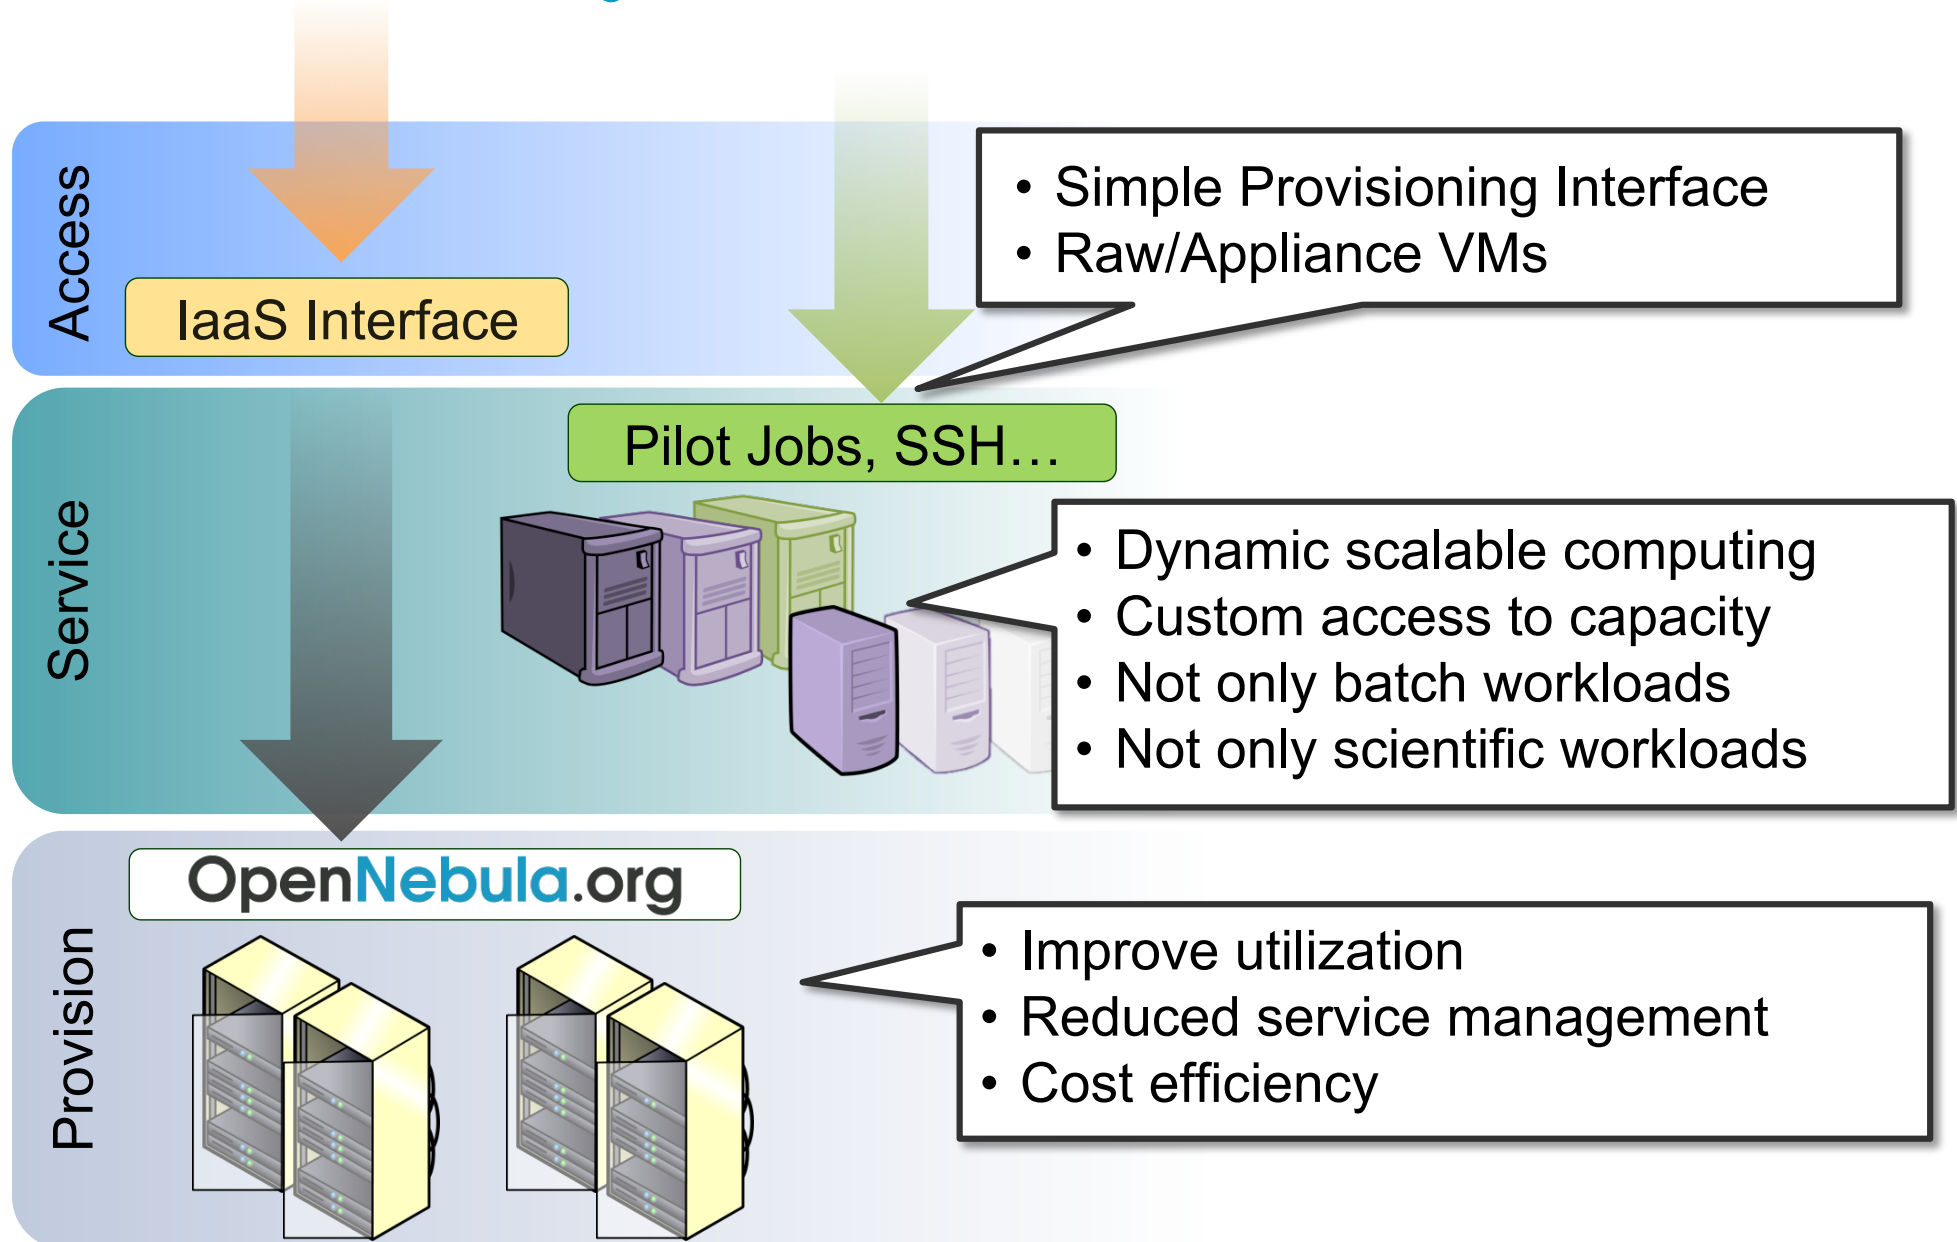 Access
IaaS Interface
• Simple Provisioning Interface
• Raw/Appliance VMs
Service
Pilot Jobs, SSH…
• Dynamic scalable computing
• Custom access to capacity
• Not only batch workloads
• Not only scientific workloads
Provision
OpenNebula.org
• Improve utilization
• Reduced service management
• Cost efficiency